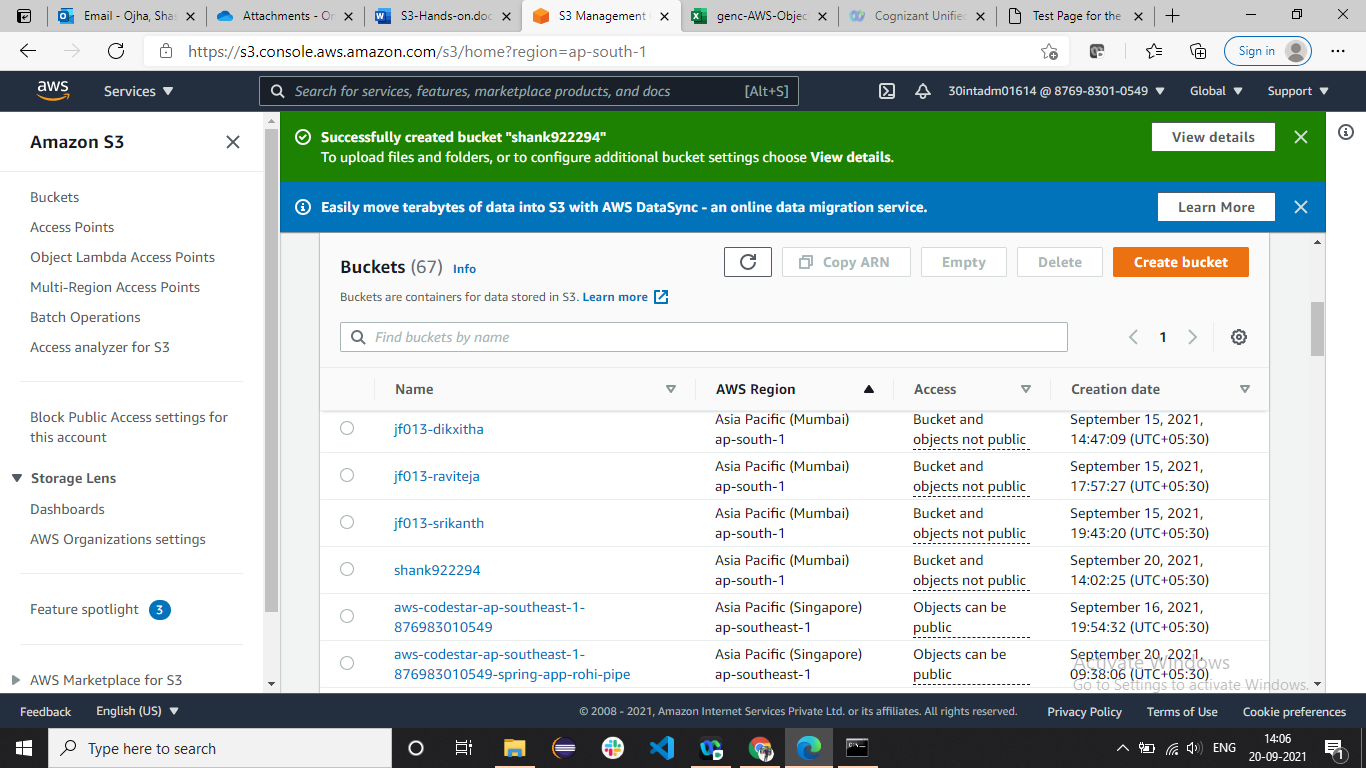 Email - Ojha, Sha
Attachments - On
S3-Hands-on.doc
S3 Management
genc-AWS-Objec
Cognizant Unifie
Test Page for the
https://s3.console.aws.amazon.com/s3/home?region=ap-south-1
Sign in
aws
Services
Search for services, features, marketplace products, and docs
[Alt+S]
30intadm01614 @ 8769-8301-0549
Global
Support
Amazon S3
Buckets
Access Points
Object Lambda Access Points
Multi-Region Access Points
Batch Operations
Access analyzer for S3
Block Public Access settings for
this account
Storage Lens
Dashboards
AWS Organizations settings
Feature spotlight 3
AWS Marketplace for S3
Successfully created bucket "shank922294"
To upload files and folders, or to configure additional bucket settings choose View details.
View details
Easily move terabytes of data into S3 with AWS DataSync - an online data migration service.
Learn More
Buckets (67) Info
Copy ARN
Empty
Delete
Create bucket
Buckets are containers for data stored in S3. Learn more
Find buckets by name
1
Name
AWS Region
Access
Creation date
jf013-dikxitha
Asia Pacific (Mumbai)
ap-south-1
Bucket and
objects not public
September 15, 2021,
14:47:09 (UTC+05:30)
jf013-raviteja
Asia Pacific (Mumbai)
ap-south-1
Bucket and
objects not public
September 15, 2021,
17:57:27 (UTC+05:30)
jf013-srikanth
Asia Pacific (Mumbai)
ap-south-1
Bucket and
objects not public
September 15, 2021,
19:43:20 (UTC+05:30)
shank922294
Asia Pacific (Mumbai)
ap-south-1
Bucket and
objects not public
September 20, 2021,
14:02:25 (UTC+05:30)
aws-codestar-ap-southeast-1-
876983010549
Asia Pacific (Singapore)
ap-southeast-1
Objects can be
public
September 16, 2021,
19:54:32 (UTC+05:30)
aws-codestar-ap-southeast-1-
876983010549-spring-app-rohi-pipe
Asia Pacific (Singapore)
ap-southeast-1
Objects can be
public
September 20, 2021,
09:38:06 (UTC+05:30)
Activate Windows
Go to Settings to activate Windows.
Feedback
English (US)
© 2008 - 2021, Amazon Internet Services Private Ltd. or its affiliates. All rights reserved.
Privacy Policy
Terms of Use
Cookie preferences
Type here to search
ENG
14:06
20-09-2021
1